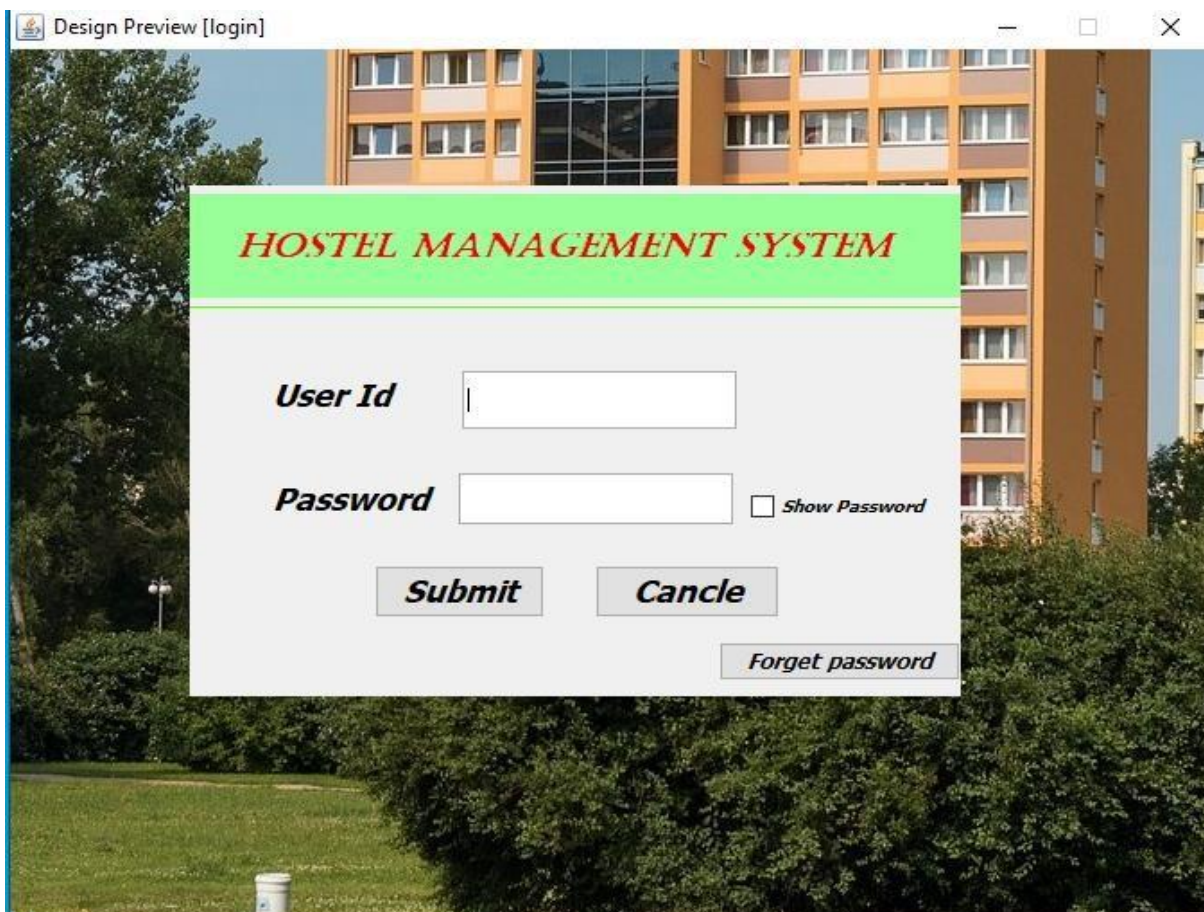 Design Preview [login]
HOSTEL MANAGEMENT SYSTEM
User Id
Password
Show Password
Submit Cancle
Forget password